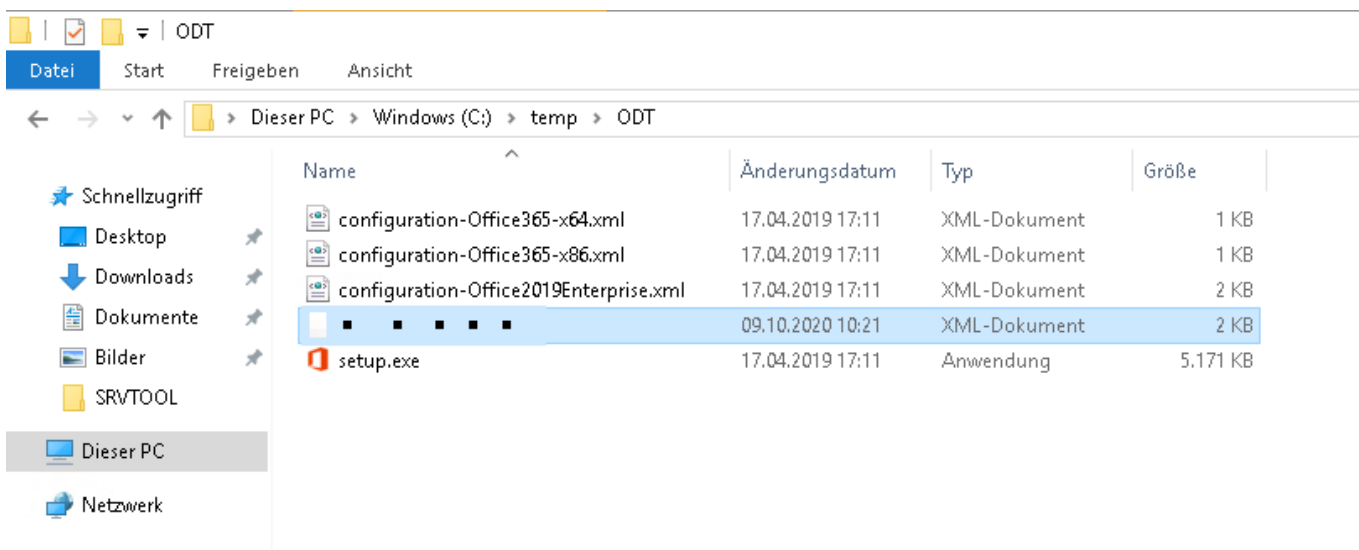 ODT
Datei Start Freigeben Ansicht
Dieser PC > Windows (C:) > temp > ODT
Name Änderungsdatum Typ Größe
Schnellzugriff
Desktop
Downloads
Dokumente
Bilder
SRVTOOL
Dieser PC
Netzwerk
configuration-Office365-x64.xml 17.04.2019 17:11 XML-Dokument 1 KB
configuration-Office365-x86.xml 17.04.2019 17:11 XML-Dokument 1 KB
configuration-Office2019Enterprise.xml 17.04.2019 17:11 XML-Dokument 2 KB
09.10.2020 10:21 XML-Dokument 2 KB
setup.exe 17.04.2019 17:11 Anwendung 5.171 KB